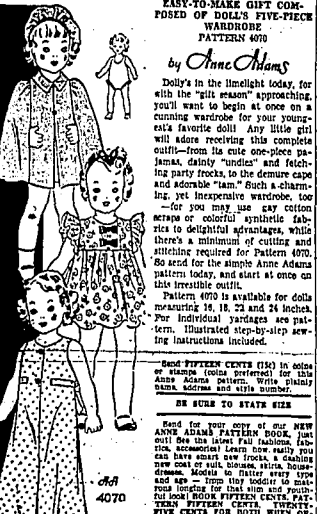 EASY-TO-MAKE GIFT COM-
POSED OF DOLL'S FIVE-PIECE
WARDROBE
PATTERN 4070
by Anne Adams
Dolly's in the limelight today, for
with the "gift season" approaching,
you'll want to begin at once on a
cunning wardrobe for your young-
est's favorite doll! Any little girl
will adore receiving this complete
outfit—from its cute one-piece pa-
jamas, dainty "undies" and fetch-
ing party frocks, to the demure cape
and adorable "tam." Such a charm-
ing, yet inexpensive wardrobe, too
—for you may use gay cotton
scraps or colorful synthetic fab-
rics to delightful advantages, while
there's a minimum of cutting and
stitching required for Pattern 4070.
So send for the simple Anne Adams
pattern today, and start at once on
this irrestible outfit.
Pattern 4070 is available for dolls
measuring 16, 18, 22 and 24 inches.
For individual yardages see pat-
tern. Illustrated step-by-step sew-
ing instructions included.
Send FIFTEEN CENTS (15c) in coins
or stamps (coins preferred) for this
Anne Adams pattern. Write plainly
name, address and style number.
BE SURE TO STATE SIZE
Send for your copy of our NEW
ANNE ADAMS PATTERN BOOK, just
out! See the latest Fall fashions, fab-
rics, accessories! Learn how easily you
can have smart new frocks, a dashing
new coat or suit, blouses, skirts, house-
dresses. Models to flatter every type
and age — from tiny toddler to mat-
rons longing for that slim and youth-
ful look! BOOK FIFTEEN CENTS. PAT-
TERN FIFTEEN CENTS. TWENTY-
FIVE CENTS FOR BOTH WHEN OR-
AA
4070